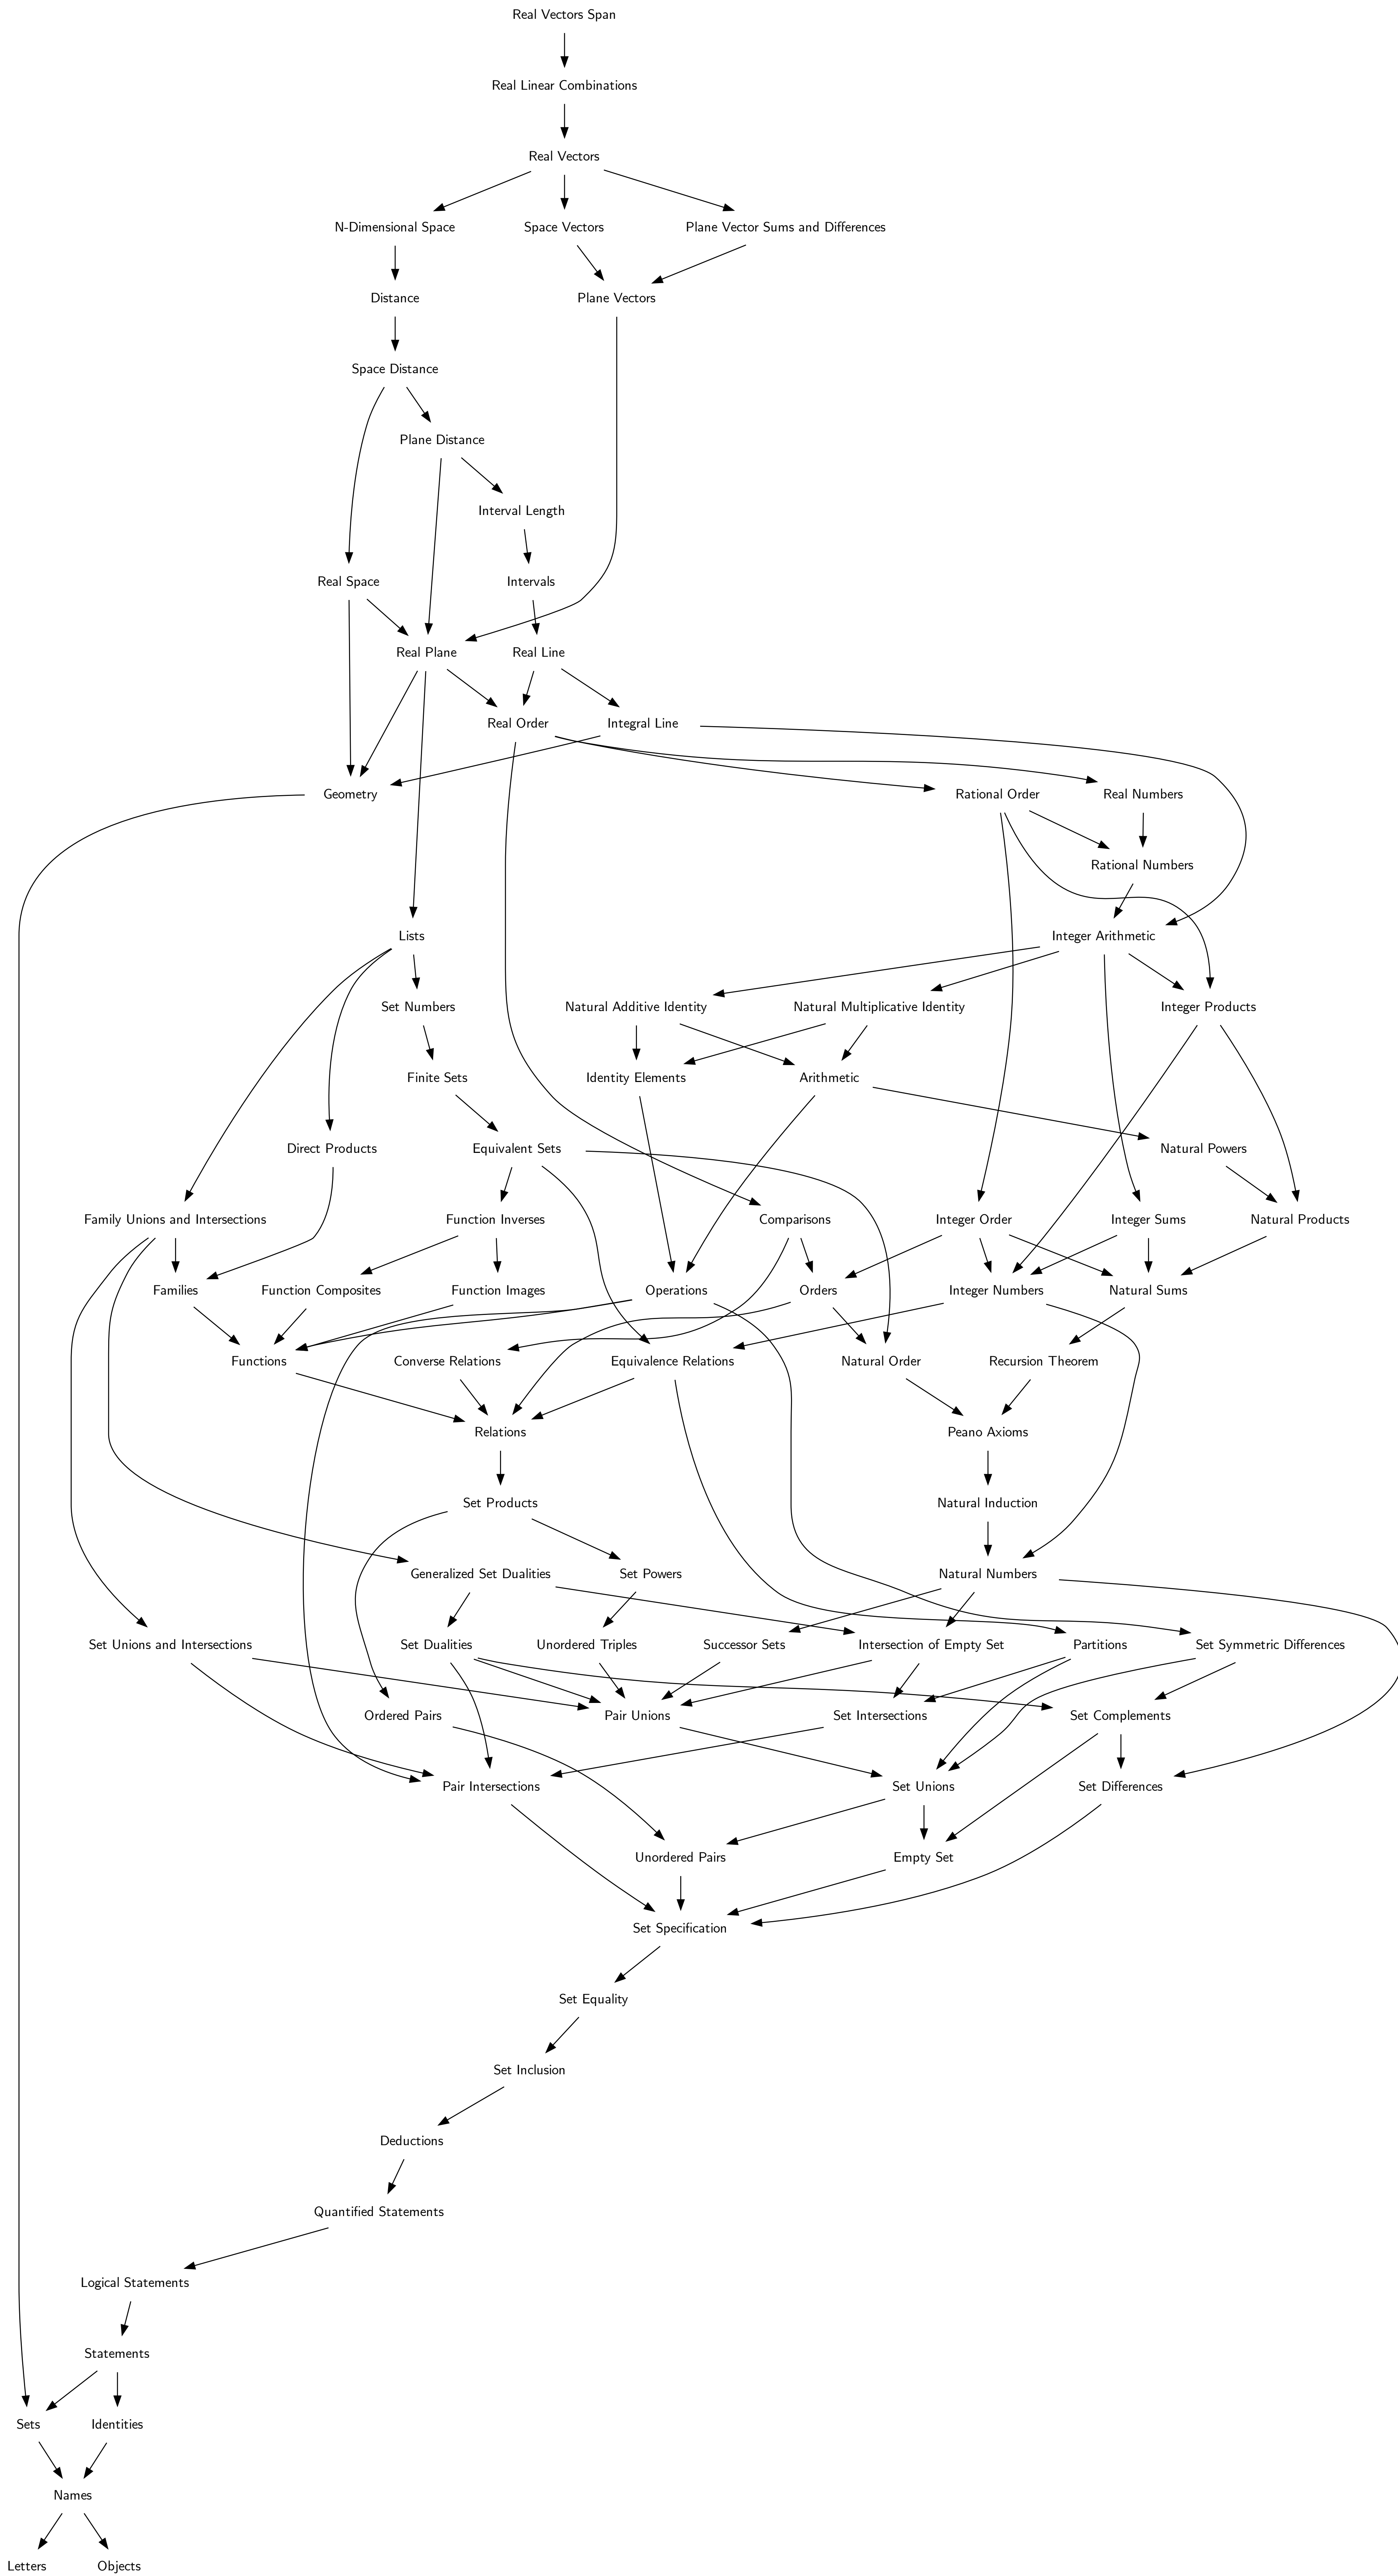 Real Vectors Span
Real Linear Combinations
Real Vectors
N-Dimensional Space
Space Vectors
Plane Vector Sums and Differences
Distance
Plane Vectors
Space Distance
Plane Distance
Interval Length
Real Space
Intervals
Real Plane
Real Line
Real Order
Integral Line
Geometry
Rational Order
Real Numbers
Rational Numbers
Lists
Integer Arithmetic
Set Numbers
Natural Additive Identity
Natural Multiplicative Identity
Integer Products
Finite Sets
Identity Elements
Arithmetic
Direct Products
Equivalent Sets
Natural Powers
Family Unions and Intersections
Function Inverses
Comparisons
Integer Order
Integer Sums
Natural Products
Families
Function Composites
Function Images
Operations
Orders
Integer Numbers
Natural Sums
Functions
Converse Relations
Equivalence Relations
Natural Order
Recursion Theorem
Relations
Peano Axioms
Set Products
Natural Induction
Generalized Set Dualities
Set Powers
Natural Numbers
Set Unions and Intersections
Set Dualities
Unordered Triples
Successor Sets
Intersection of Empty Set
Partitions
Set Symmetric Differences
Ordered Pairs
Pair Unions
Set Intersections
Set Complements
Pair Intersections
Set Unions
Set Differences
Unordered Pairs
Empty Set
Set Specification
Set Equality
Set Inclusion
Deductions
Quantified Statements
Logical Statements
Statements
Sets
Identities
Names
Letters
Objects